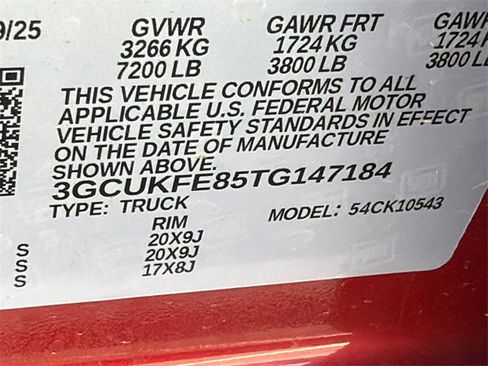 9/25 GVWR GAWR FRT GAWR
3266 KG 1724 KG 1724
7200 LB 3800 LB 3800 LB
THIS VEHICLE CONFORMS TO ALL
APPLICABLE U.S. FEDERAL MOTOR
VEHICLE SAFETY STANDARDS IN EFFECT
ON THE DATE OF MANUFACTURE
SHOWN ABOVE.
3GCUKFE85TG147184
TYPE: TRUCK MODEL: 54CK10543
RIM
S 20X9J
S 20X9J
S 17X8J